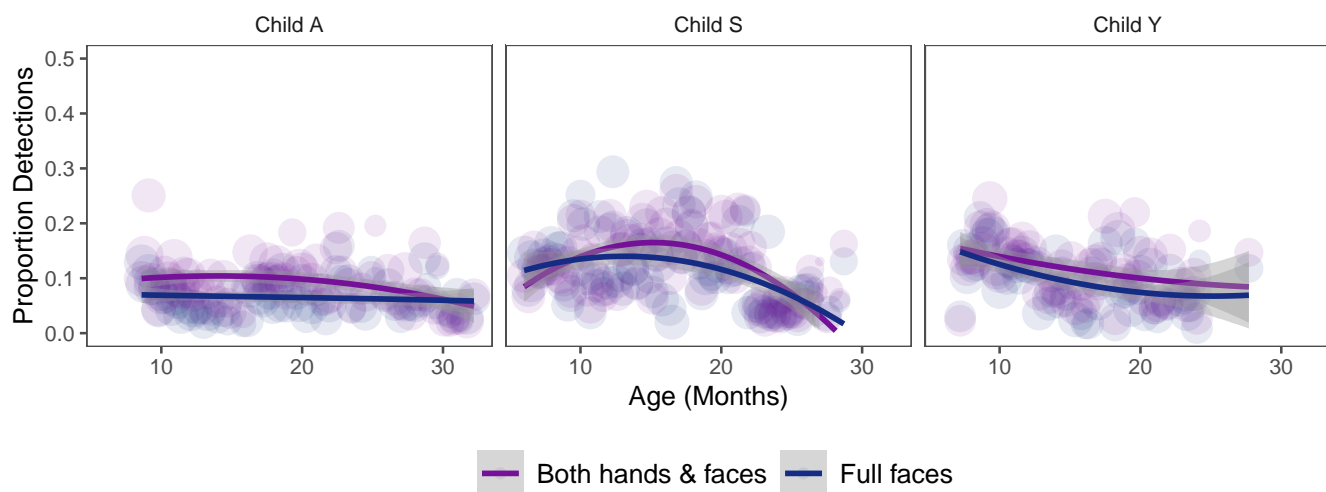 Child A
Child S
Child Y
Proportion Detections
0.5
0.4
0.3
0.2
0.1
0.0
10 20 30
10 20 30
10 20 30
Age (Months)
Both hands & faces
Full faces